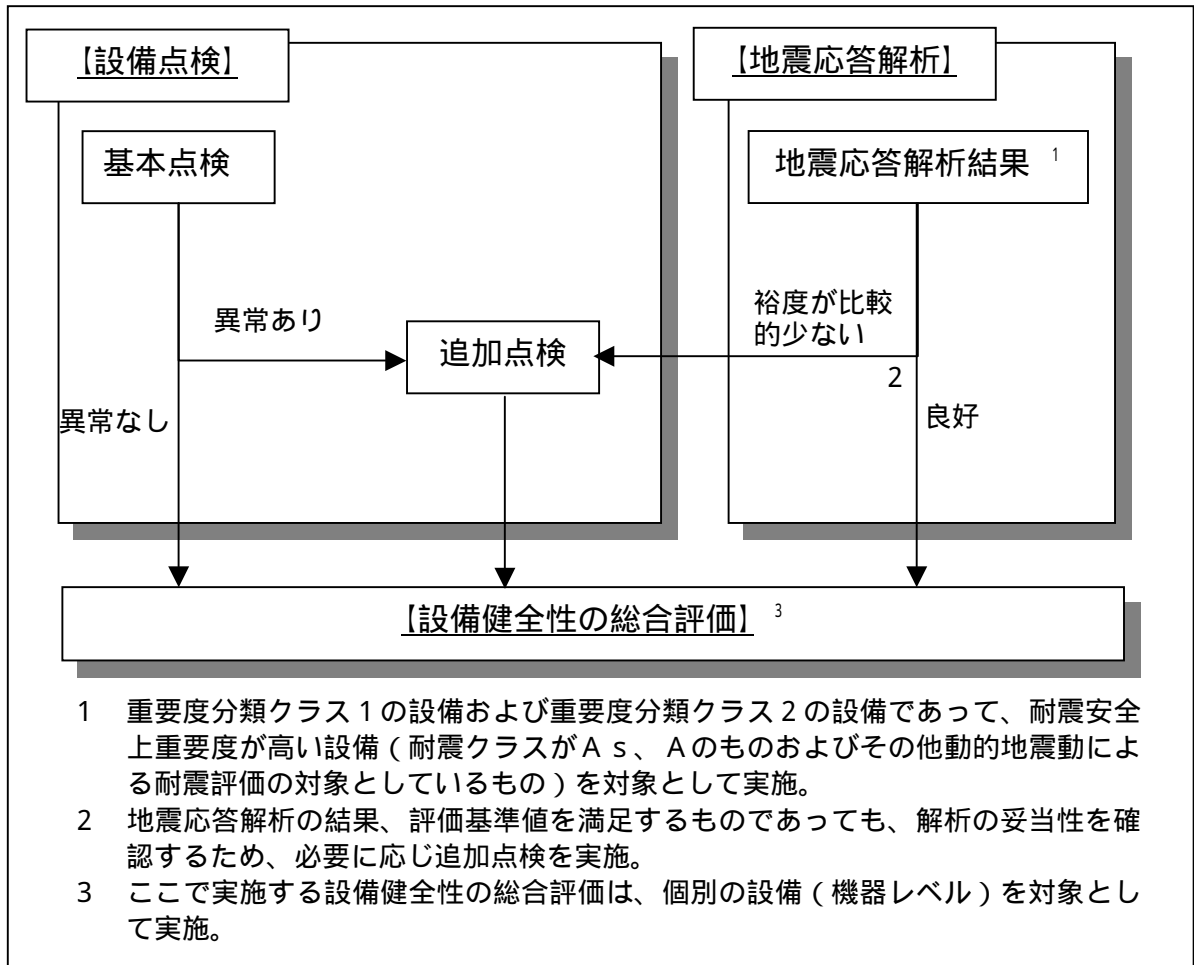 【設備点検】
【地震応答解析】
基本点検
地震応答解析結果 1
異常あり
裕度が比較
的少ない
追加点検
2
異常なし
良好
【設備健全性の総合評価】 3
1 重要度分類クラス1の設備および重要度分類クラス2の設備であって、耐震安全
上重要度が高い設備(耐震クラスがAs、Aのものおよびその他動的地震動によ
る耐震評価の対象としているもの)を対象として実施。
2 地震応答解析の結果、評価基準値を満足するものであっても、解析の妥当性を確
認するため、必要に応じ追加点検を実施。
3 ここで実施する設備健全性の総合評価は、個別の設備(機器レベル)を対象とし
て実施。